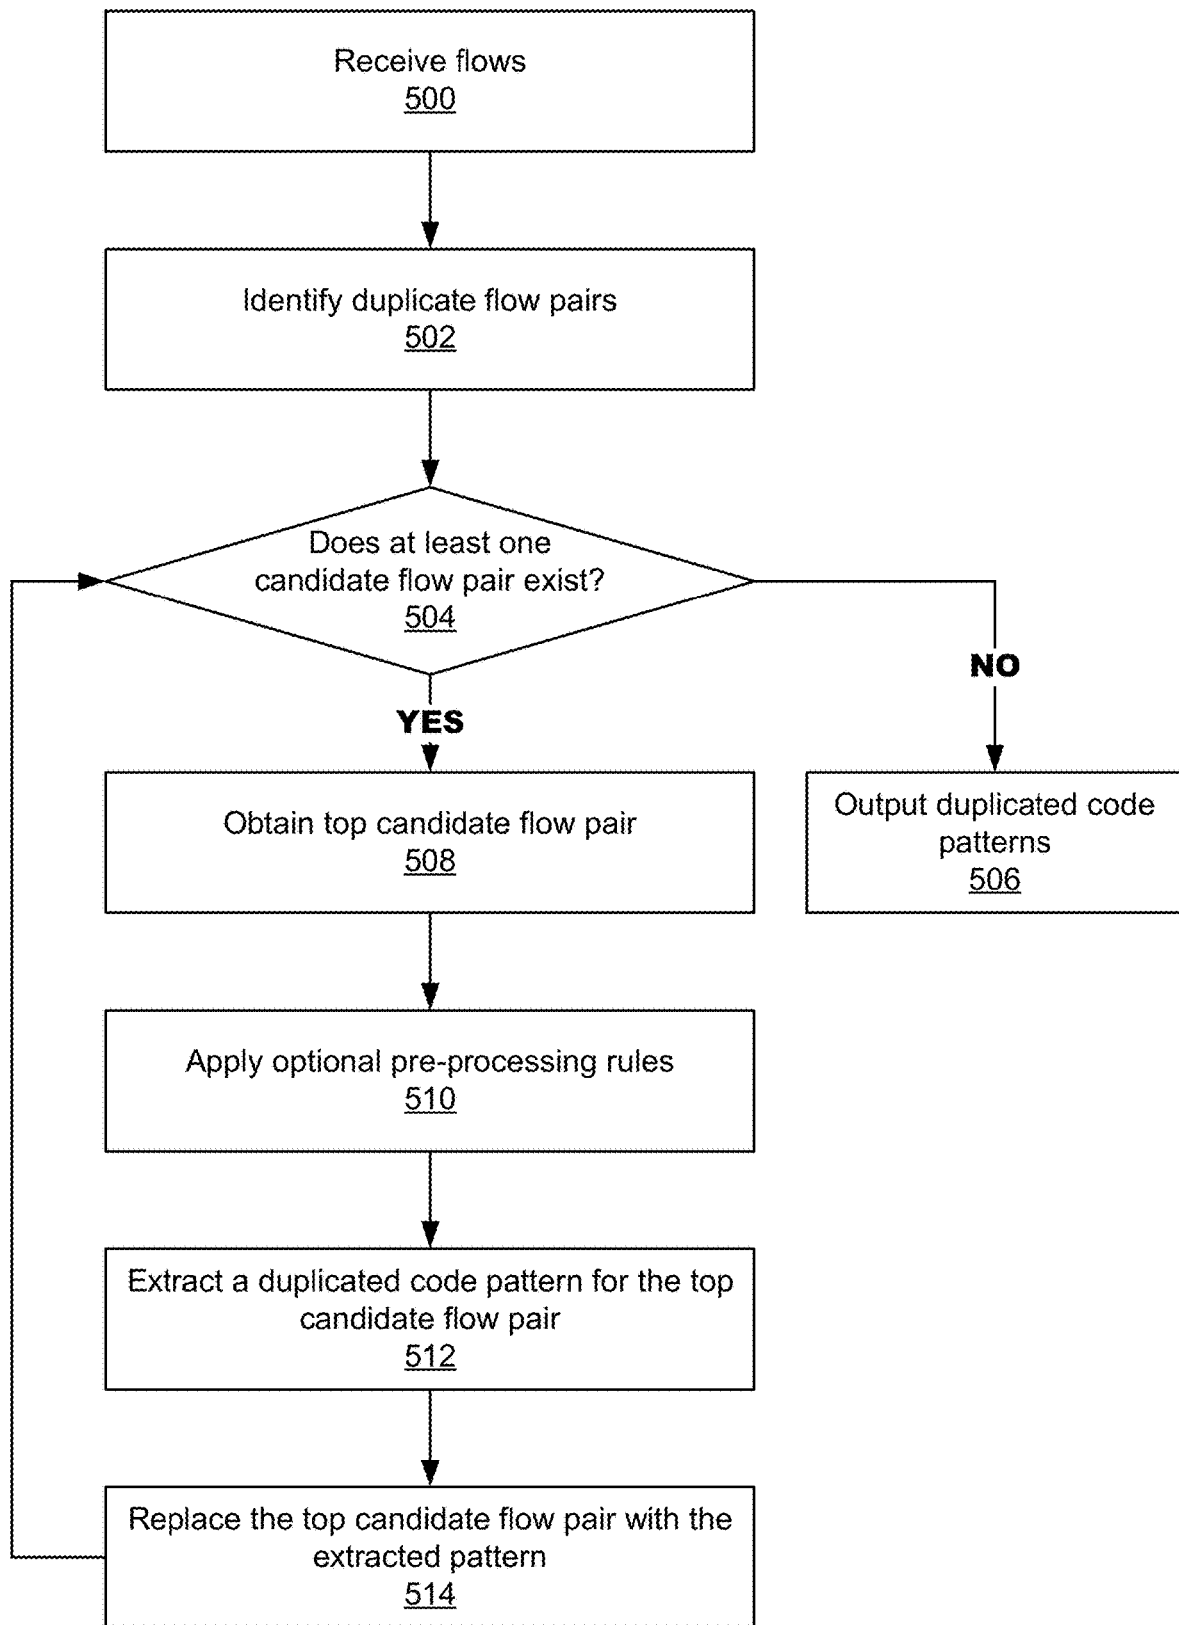 Receive flows
500
Identify duplicate flow pairs
502
Does at least one
candidate flow pair exist?
504
NO
YES
Obtain top candidate flow pair
508
Output duplicated code
patterns
506
Apply optional pre-processing rules
510
Extract a duplicated code pattern for the top
candidate flow pair
512
Replace the top candidate flow pair with the
extracted pattern
514